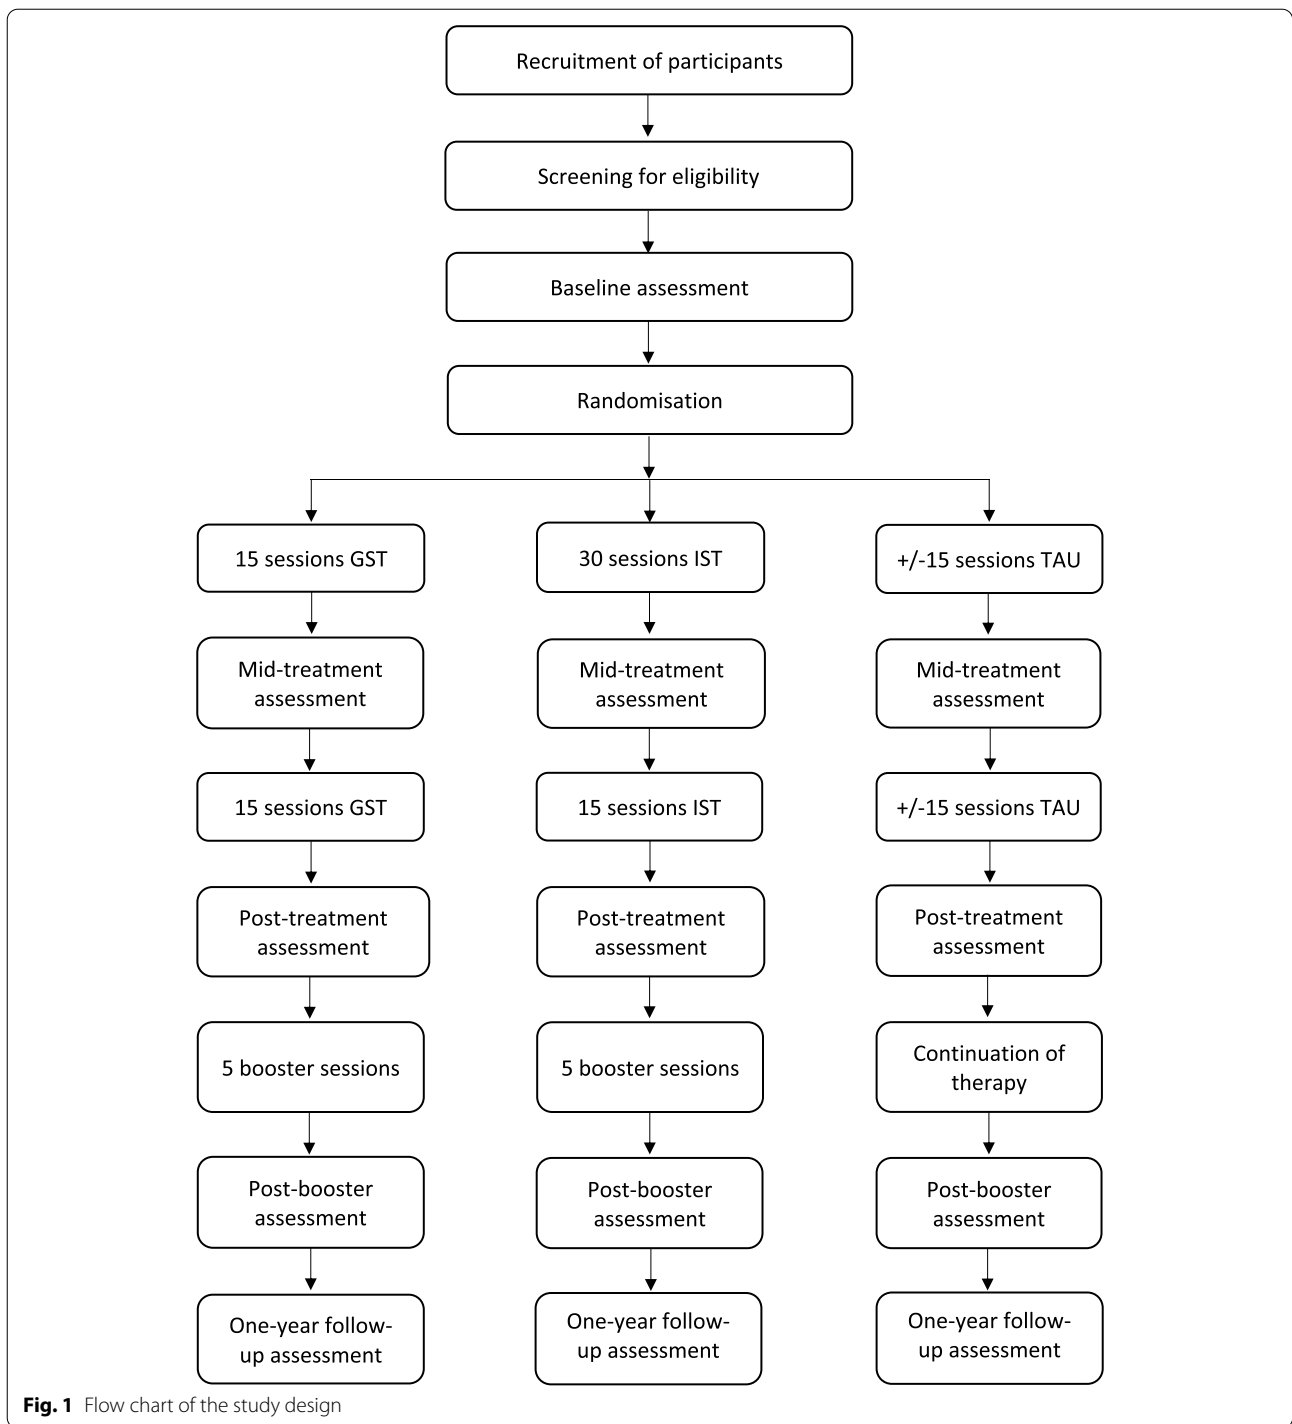 Recruitment of participants
Screening for eligibility
Baseline assessment
Randomisation
15 sessions GST
30 sessions IST
+/-15 sessions TAU
Mid-treatment
assessment
Mid-treatment
assessment
Mid-treatment
assessment
15 sessions GST
15 sessions IST
+/-15 sessions TAU
Post-treatment
assessment
Post-treatment
assessment
Post-treatment
assessment
5 booster sessions
5 booster sessions
Continuation of
therapy
Post-booster
assessment
Post-booster
assessment
Post-booster
assessment
One-year follow-
up assessment
One-year follow-
up assessment
One-year follow-
up assessment
Fig. 1 Flow chart of the study design